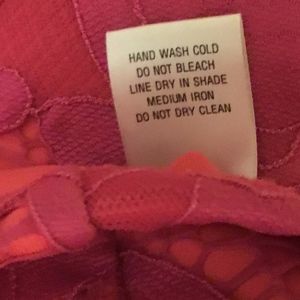 HAND WASH COLD
DO NOT BLEACH
LINE DRY IN SHADE
MEDIUM IRON
DO NOT DRY CLEAN